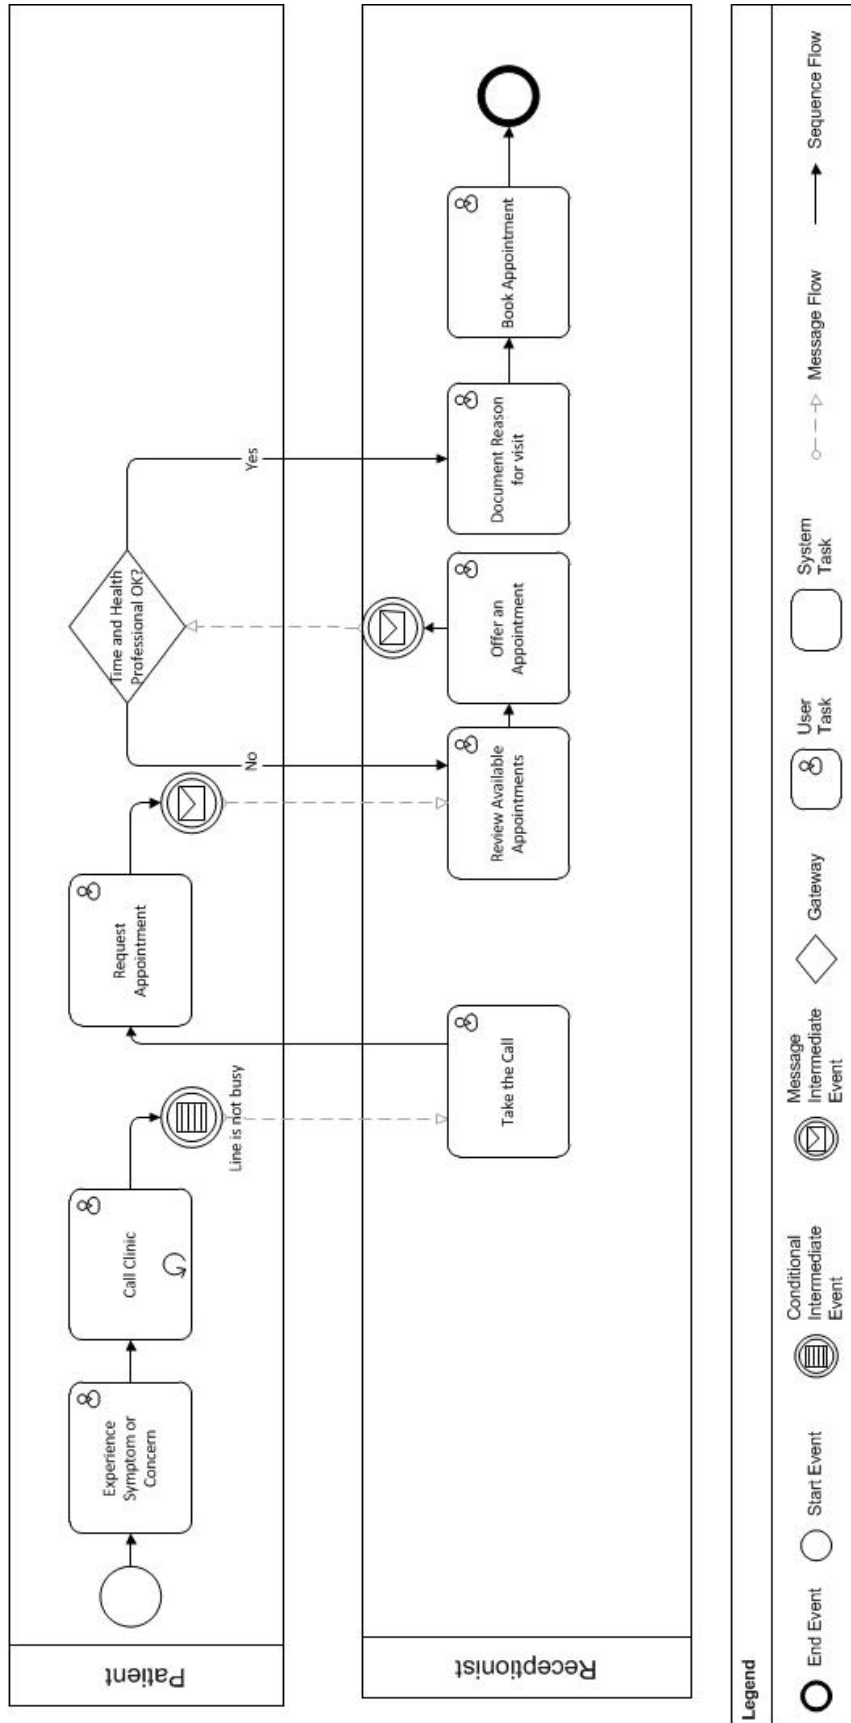 Patient
Experience
Symptom or
Concern
Call Clinic
Line is not busy
Request
Appointment
Time and Health
Professional OK?
No
Yes
Receptionist
Take the Call
Review Available
Appointments
Offer an
Appointment
Document Reason
for visit
Book Appointment
Legend
End Event
Start Event
Conditional
Intermediate
Event
Message
Intermediate
Event
Gateway
User
Task
System
Task
Message Flow
Sequence Flow